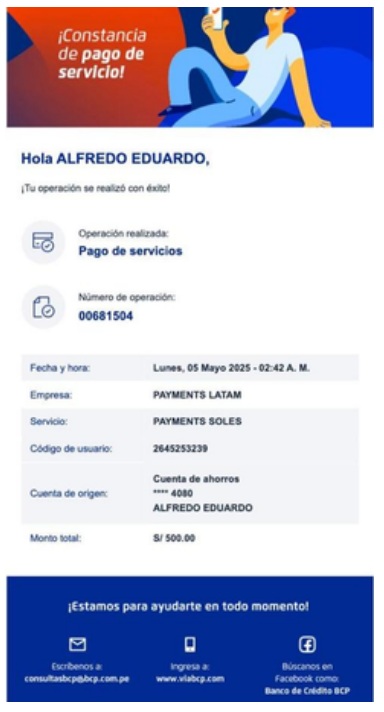 ¡Constancia
de pago de
servicio!
Hola ALFREDO EDUARDO,
¡Tu operación se realizó con éxito!
Operación realizada:
Pago de servicios
Número de operación:
00681504
Fecha y hora: Lunes, 05 Mayo 2025 - 02:42 A. M.
Empresa: PAYMENTS LATAM
Servicio: PAYMENTS SOLES
Código de usuario: 2645253239
Cuenta de origen: Cuenta de ahorros
**** 4080
ALFREDO EDUARDO
Monto total: S/ 500.00
¡Estamos para ayudarte en todo momento!
Escríbenos a:
consultasbcp@bcp.com.pe
Ingresa a:
www.viabcp.com
Búscanos en
Facebook como:
Banco de Crédito BCP